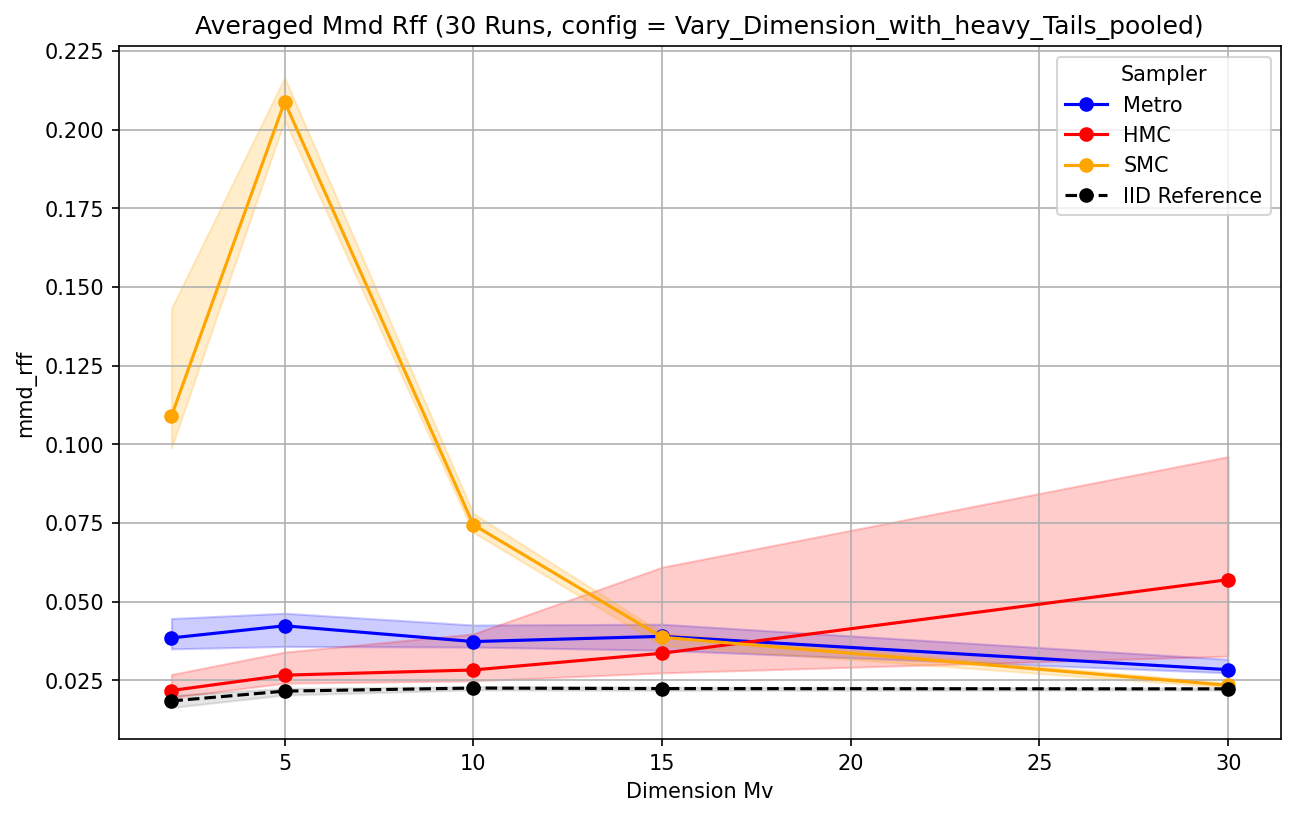 Averaged Mmd Rff (30 Runs, config = Vary_Dimension_with_heavy_Tails_pooled)
0.225
0.200
0.175
0.150
0.125
0.100
0.075
0.050
0.025
mmd_rff
Sampler
Metro
HMC
SMC
IID Reference
5
10
15
20
25
30
Dimension Mv